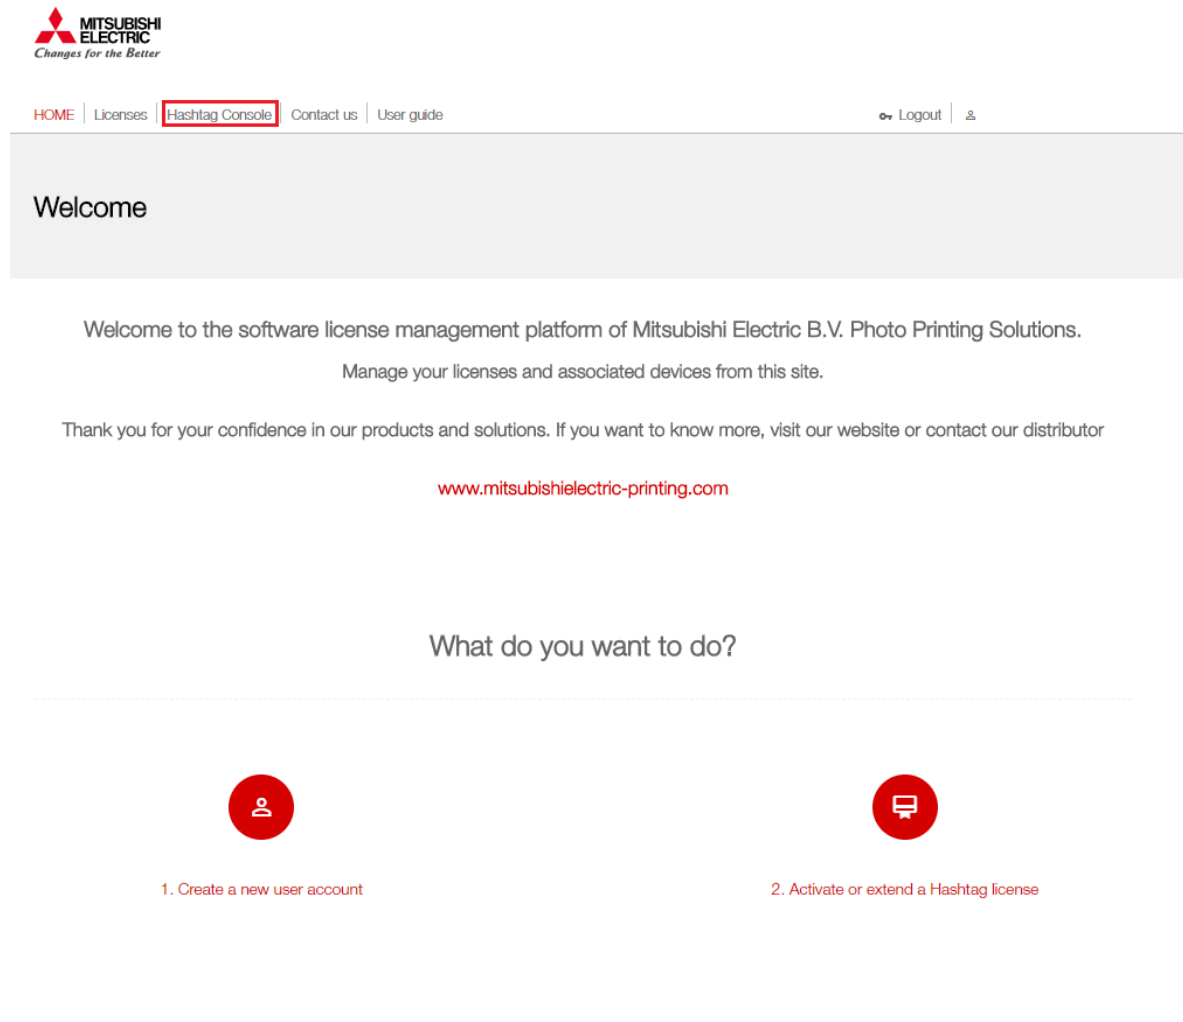 MITSUBISHI
ELECTRIC
Changes for the Better
HOME Licenses Hashtag Console Contact us User guide Logout
Welcome
Welcome to the software license management platform of Mitsubishi Electric B.V. Photo Printing Solutions.
Manage your licenses and associated devices from this site.
Thank you for your confidence in our products and solutions. If you want to know more, visit our website or contact our distributor
www.mitsubishielectric-printing.com
What do you want to do?
1. Create a new user account
2. Activate or extend a Hashtag license